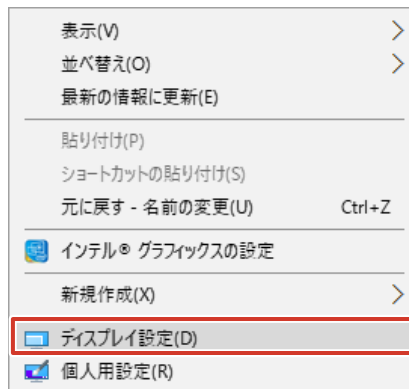 表示(V)
並べ替え(O)
最新の情報に更新(E)
貼り付け(P)
ショートカットの貼り付け(S)
元に戻す - 名前の変更(U) Ctrl+Z
インテル® グラフィックスの設定
新規作成(X)
ディスプレイ設定(D)
個人用設定(R)